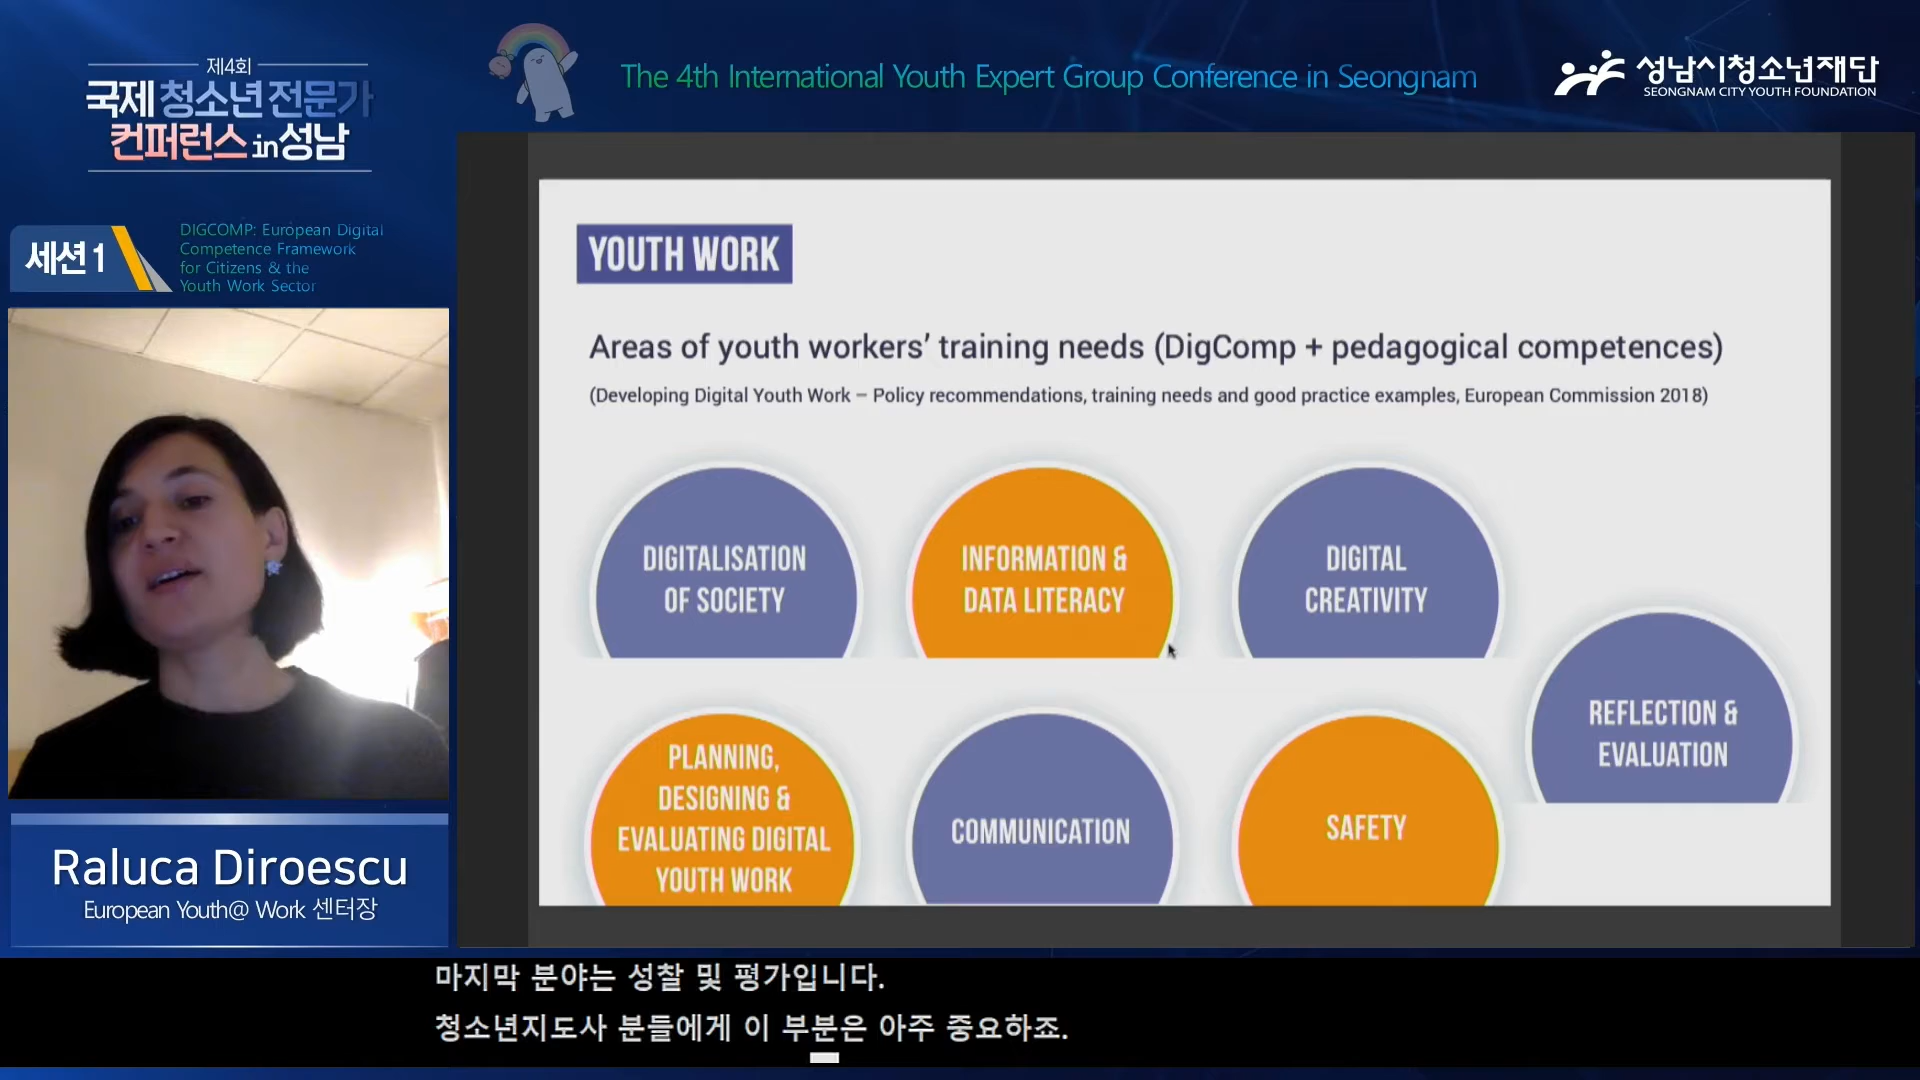 제4회
국제 청소년 전문가
컨퍼런스 in 성남
The 4th International Youth Expert Group Conference in Seongnam
성남시청소년재단
SEONGNAM CITY YOUTH FOUNDATION
세션 1
DIGCOMP: European Digital
Competence Framework
for Citizens & the
Youth Work Sector
YOUTH WORK
Areas of youth workers’ training needs (DigComp + pedagogical competences)
(Developing Digital Youth Work – Policy recommendations, training needs and good practice examples, European Commission 2018)
DIGITALISATION
OF SOCIETY
INFORMATION &
DATA LITERACY
DIGITAL
CREATIVITY
REFLECTION &
EVALUATION
PLANNING,
DESIGNING &
EVALUATING DIGITAL
YOUTH WORK
COMMUNICATION
SAFETY
Raluca Diroescu
European Youth@ Work 센터장
마지막 분야는 성찰 및 평가입니다.
청소년지도사 분들에게 이 부분은 아주 중요하죠.